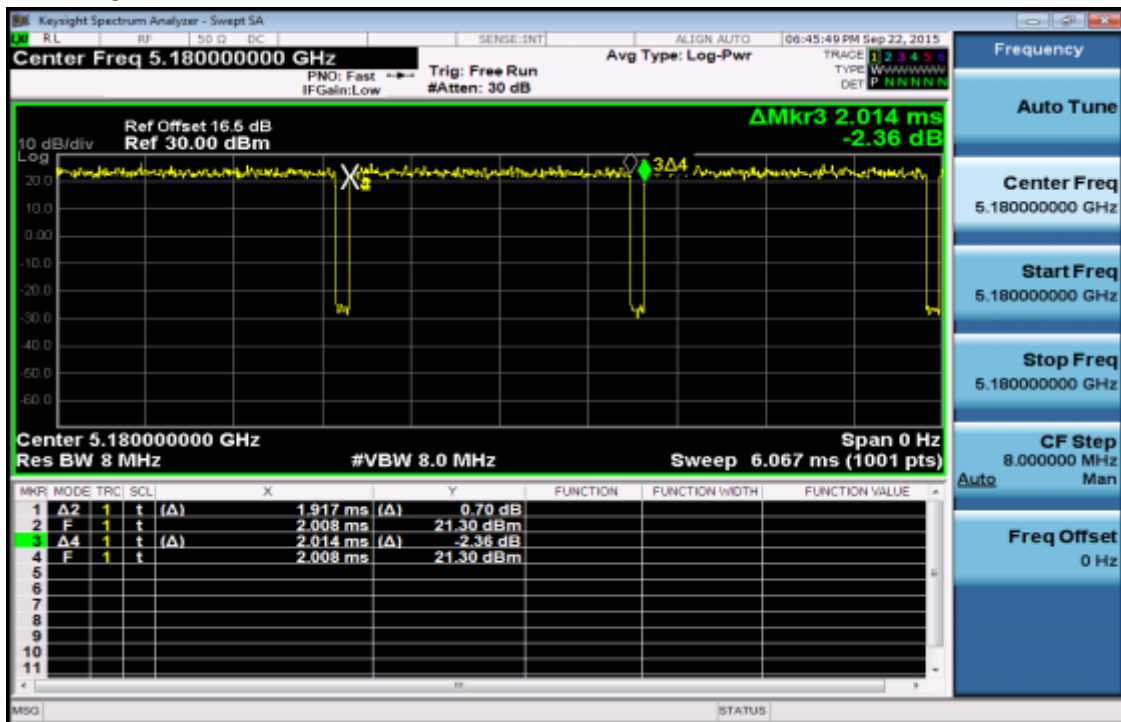 Keysight Spectrum Analyzer - Swept SA
RL RF 50 Ω DC SENSE:INT ALIGN AUTO 06:45:49 PM Sep 22, 2015
Center Freq 5.180000000 GHz
PNO: Fast
IFGain:Low
Trig: Free Run
#Atten: 30 dB
Avg Type: Log-Pwr
TRACE 1 2 3 4 5 6
TYPE WWWWWW
DET P N N N N N
ΔMkr3 2.014 ms
-2.36 dB
Ref Offset 16.5 dB
10 dB/div Ref 30.00 dBm
Log
20.0
10.0
0.00
-10.0
-20.0
-30.0
-40.0
-50.0
-60.0
3Δ4
Center 5.180000000 GHz Span 0 Hz
Res BW 8 MHz #VBW 8.0 MHz Sweep 6.067 ms (1001 pts)
MKR MODE TRC SCL X Y FUNCTION FUNCTION WIDTH FUNCTION VALUE
1 Δ2 1 t (Δ) 1.917 ms (Δ) 0.70 dB
2 F 1 t 2.008 ms 21.30 dBm
3 Δ4 1 t (Δ) 2.014 ms (Δ) -2.36 dB
4 F 1 t 2.008 ms 21.30 dBm
5
6
7
8
9
10
11
MSG STATUS
Frequency
Auto Tune
Center Freq
5.180000000 GHz
Start Freq
5.180000000 GHz
Stop Freq
5.180000000 GHz
CF Step
8.000000 MHz
Auto Man
Freq Offset
0 Hz